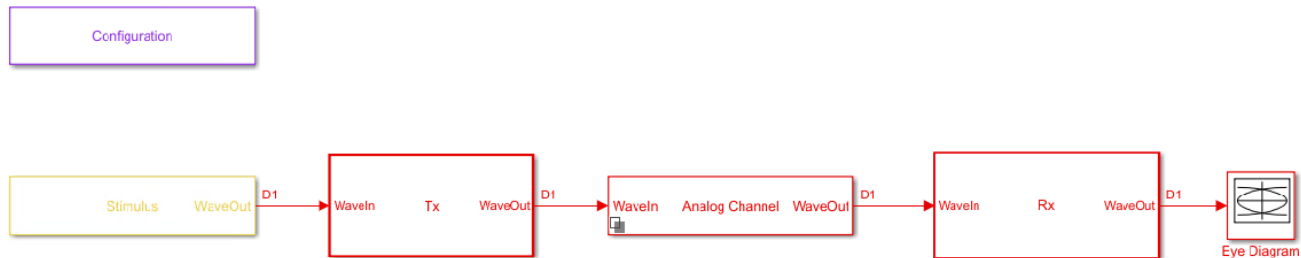 Configuration
Stimulus WaveOut D1 WaveIn Tx WaveOut D1 WaveIn Analog Channel WaveOut D1 WaveIn Rx WaveOut D1
Eye Diagram